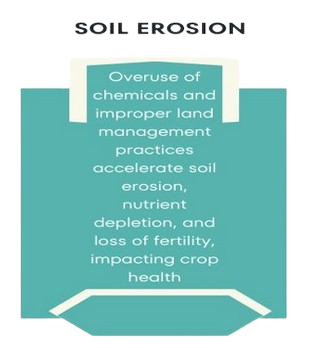 SOIL EROSION
Overuse of
chemicals and
improper land
management
practices
accelerate soil
erosion,
nutrient
depletion, and
loss of fertility,
impacting crop
health